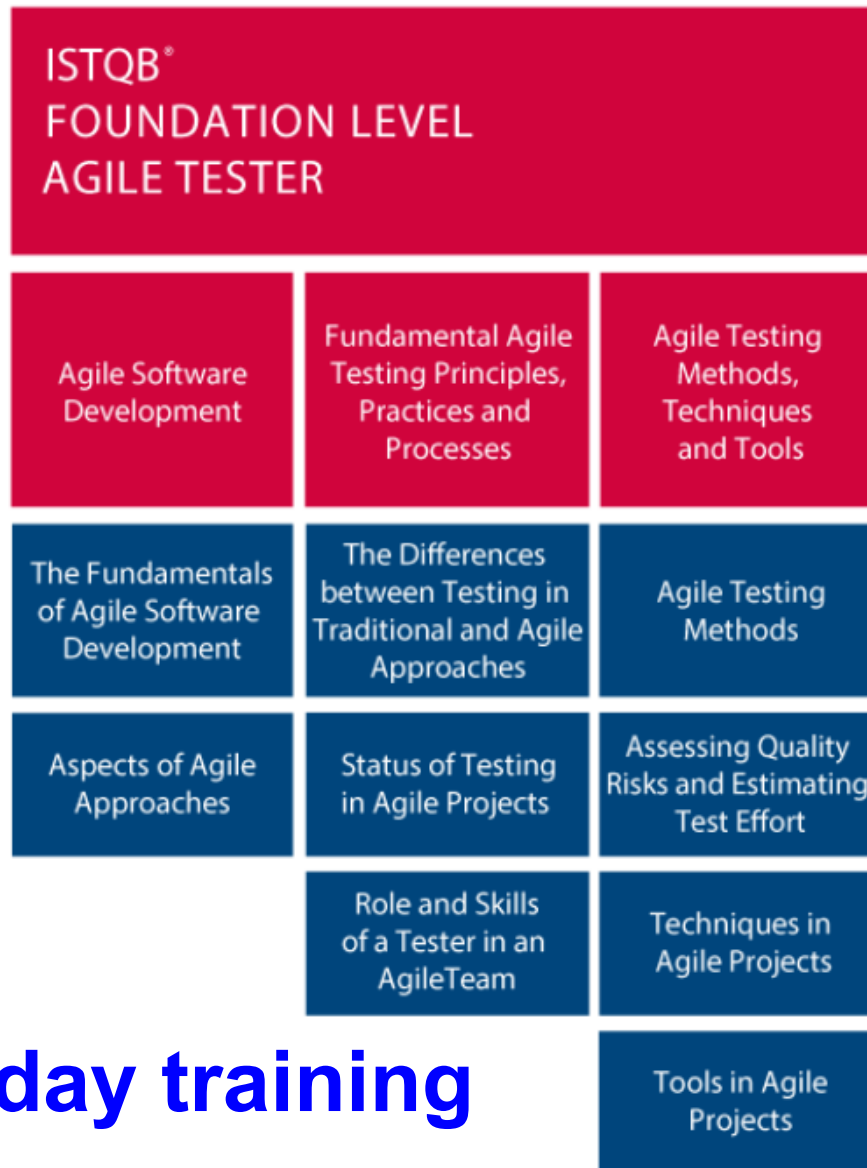 ISTQB®
FOUNDATION LEVEL
AGILE TESTER
Agile Software
Development
Fundamental Agile
Testing Principles,
Practices and
Processes
Agile Testing
Methods,
Techniques
and Tools
The Fundamentals
of Agile Software
Development
The Differences
between Testing in
Traditional and Agile
Approaches
Agile Testing
Methods
Aspects of Agile
Approaches
Status of Testing
in Agile Projects
Assessing Quality
Risks and Estimating
Test Effort
Role and Skills
of a Tester in an
AgileTeam
Techniques in
Agile Projects
day training
Tools in Agile
Projects